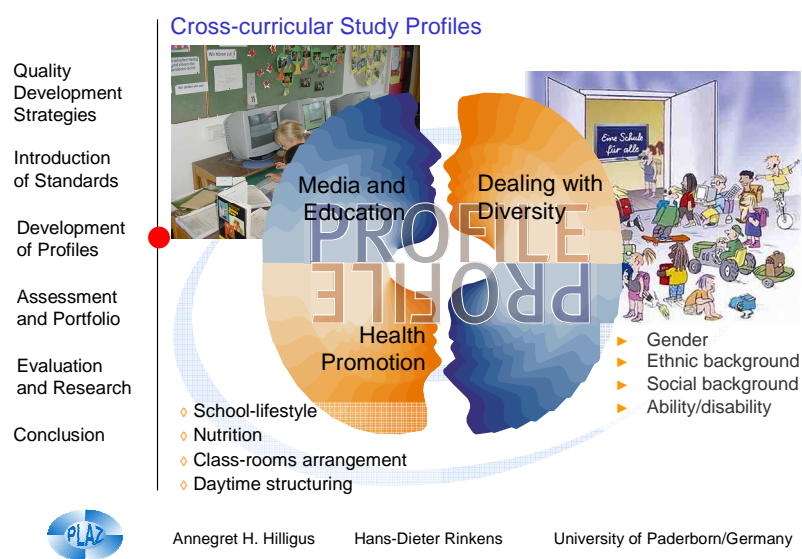 Cross-curricular Study Profiles
Quality
Development
Strategies
Introduction
of Standards
Development
of Profiles
Assessment
and Portfolio
Evaluation
and Research
Conclusion
Eine Schule
für alle
Media and
Education
Dealing with
Diversity
PROFILE
PROFILE
Health
Promotion
► Gender
► Ethnic background
► Social background
► Ability/disability
◊ School-lifestyle
◊ Nutrition
◊ Class-rooms arrangement
◊ Daytime structuring
PLAZ
Annegret H. Hilligus Hans-Dieter Rinkens University of Paderborn/Germany